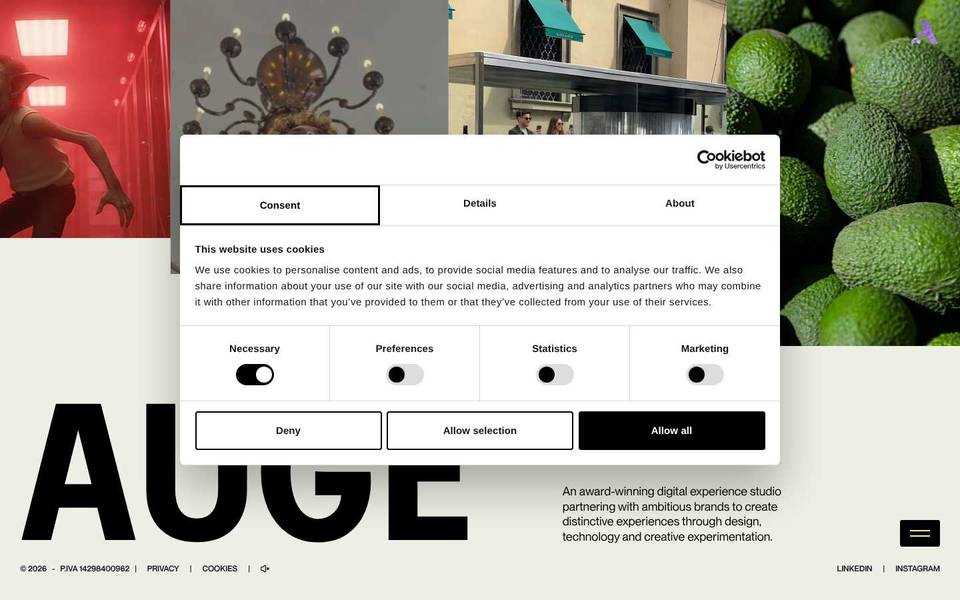 Cookiebot
by Usercentrics
Consent
Details
About
This website uses cookies
We use cookies to personalise content and ads, to provide social media features and to analyse our traffic. We also
share information about your use of our site with our social media, advertising and analytics partners who may combine
it with other information that you've provided to them or that they've collected from your use of their services.
Necessary
Preferences
Statistics
Marketing
Deny
Allow selection
Allow all
AUGE
An award-winning digital experience studio
partnering with ambitious brands to create
distinctive experiences through design,
technology and creative experimentation.
© 2026 - P.IVA 14298400962 | PRIVACY | COOKIES |
LINKEDIN | INSTAGRAM